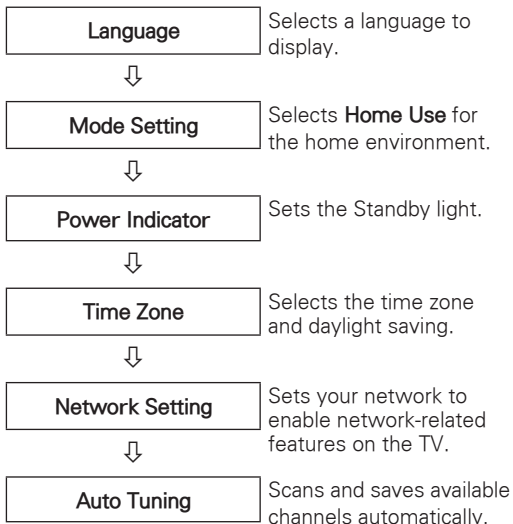 Language
Selects a language to
display.
Mode Setting
Selects Home Use for
the home environment.
Power Indicator
Sets the Standby light.
Time Zone
Selects the time zone
and daylight saving.
Network Setting
Sets your network to
enable network-related
features on the TV.
Auto Tuning
Scans and saves available
channels automatically.